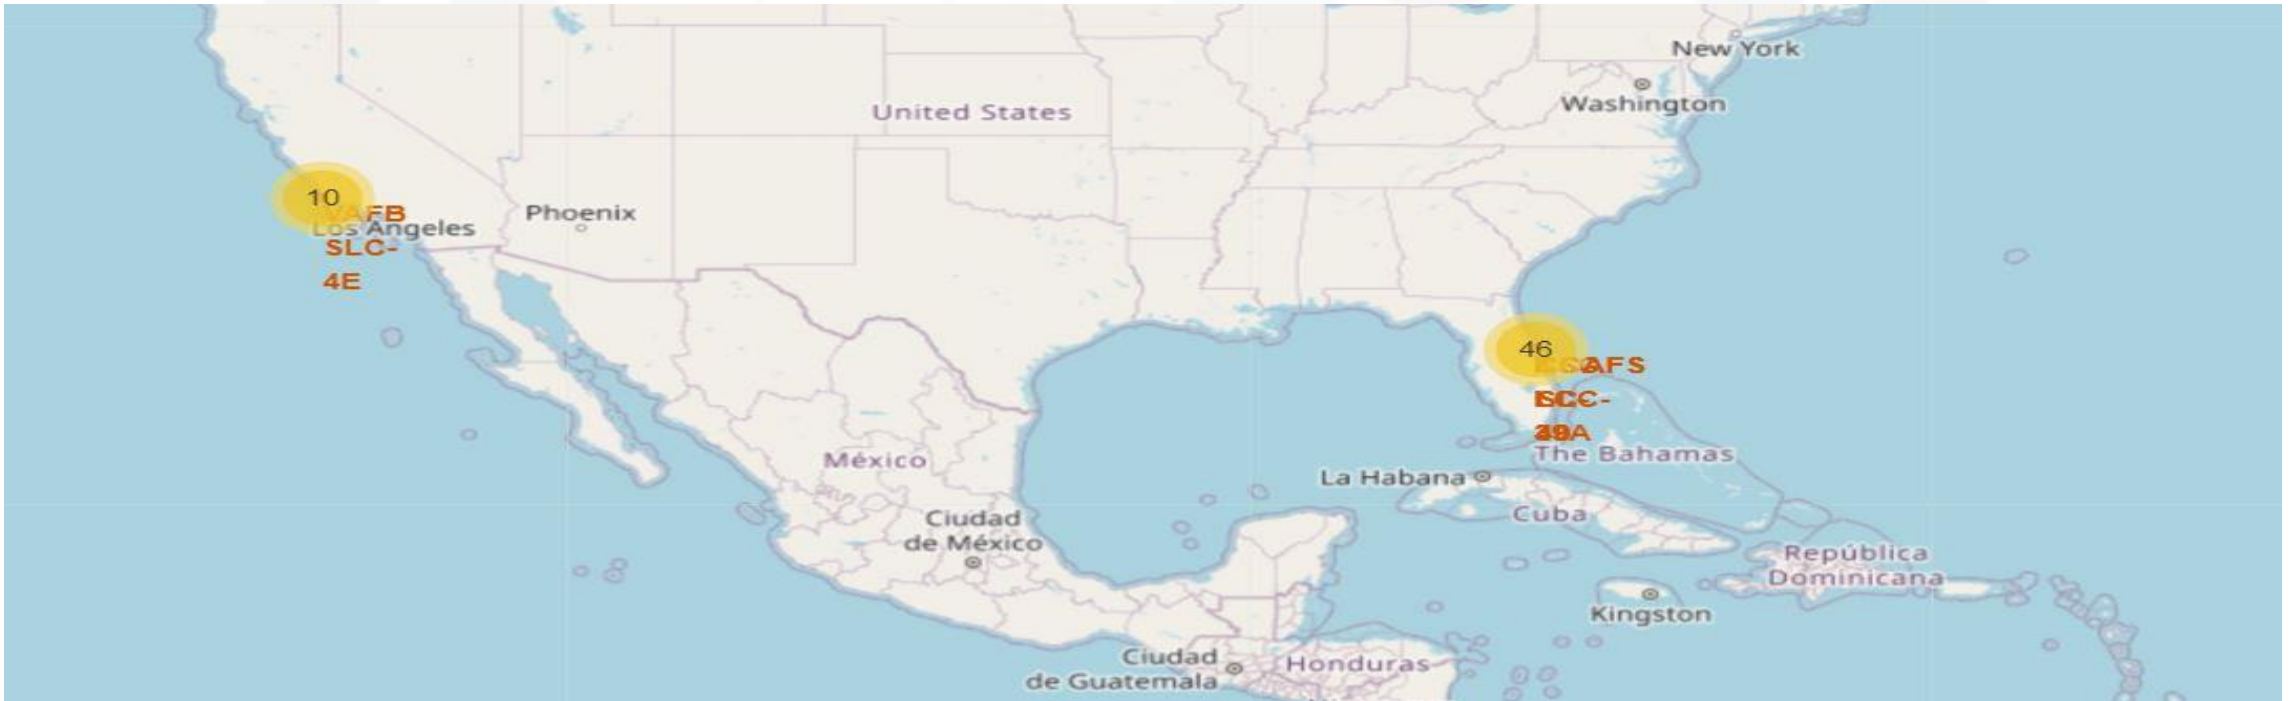 New York
Washington
United States
10
VAFB
Los Angeles
SLC-
4E
Phoenix
46
The Bahamas
La Habana
México
Cuba
Ciudad
de México
República
Dominicana
Kingston
Ciudad
de Guatemala
Honduras